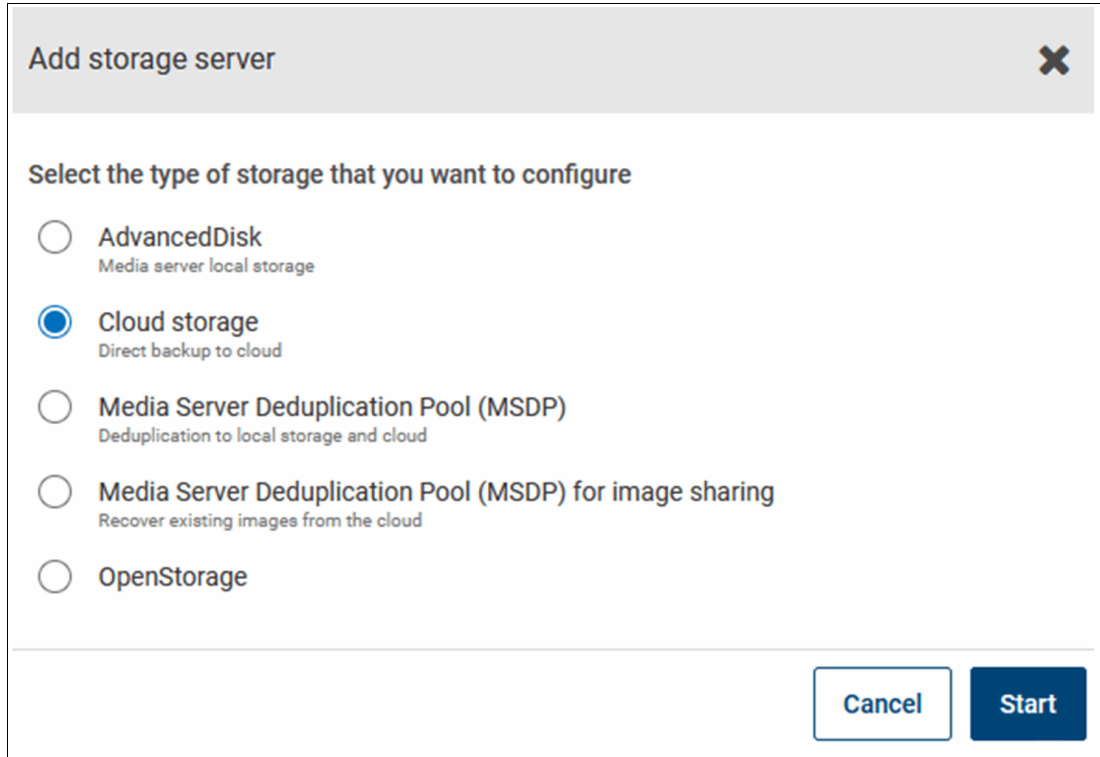 Add storage server
Select the type of storage that you want to configure
AdvancedDisk
Media server local storage
Cloud storage
Direct backup to cloud
Media Server Deduplication Pool (MSDP)
Deduplication to local storage and cloud
Media Server Deduplication Pool (MSDP) for image sharing
Recover existing images from the cloud
OpenStorage
Cancel
Start